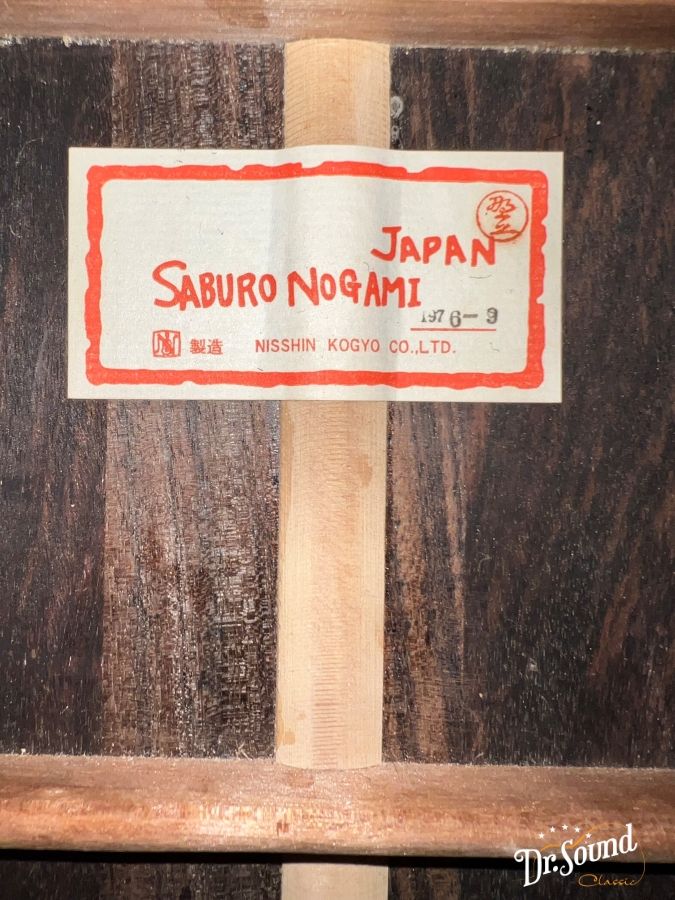 JAPAN
SABURO NOGAMI
1976-9
製造 NISSHIN KOGYO CO.,LTD.
Dr.Sound
Classic